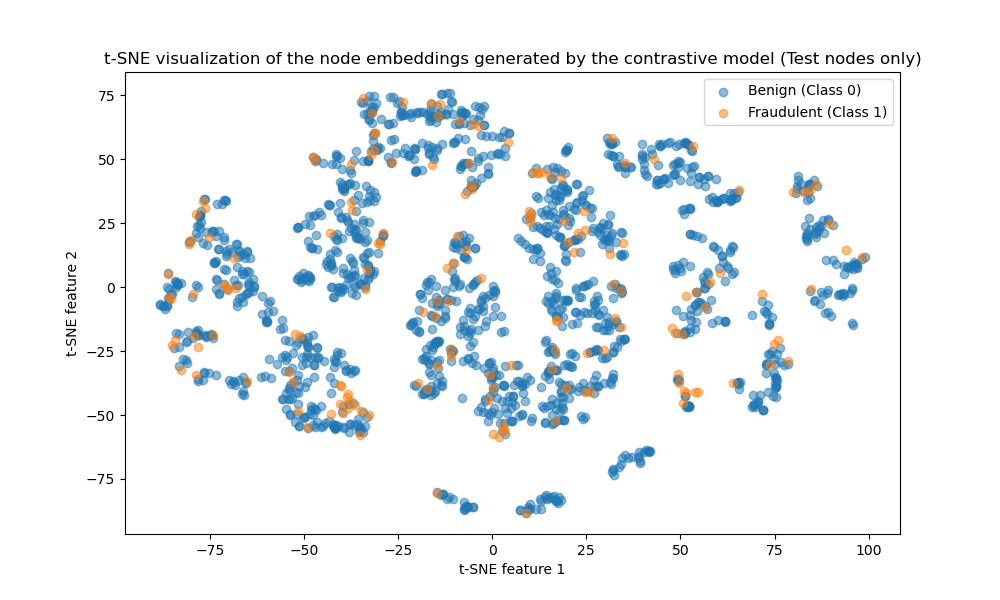 t-SNE visualization of the node embeddings generated by the contrastive model (Test nodes only)
Benign (Class 0)
Fraudulent (Class 1)
75
50
25
0
−25
−50
−75
t-SNE feature 2
−75 −50 −25 0 25 50 75 100
t-SNE feature 1